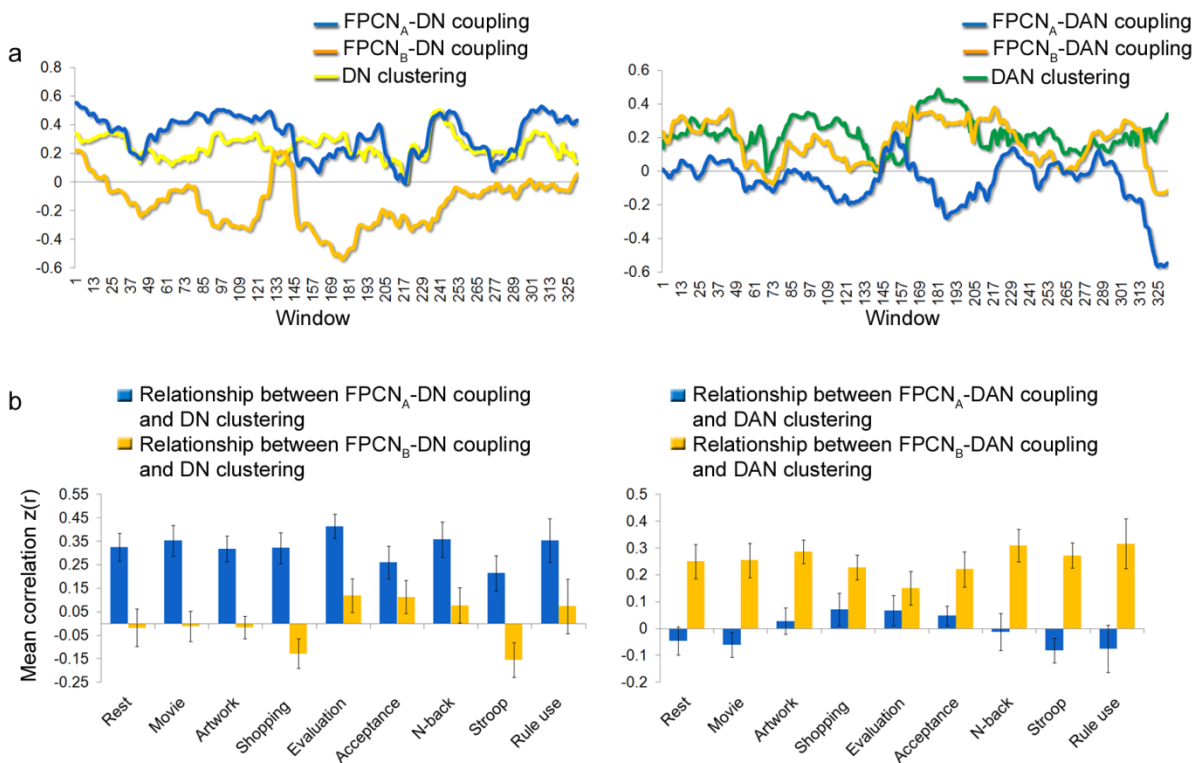 a
FPCN_A-DN coupling
FPCN_B-DN coupling
DN clustering
0.8
0.6
0.4
0.2
0
-0.2
-0.4
-0.6
1 13 25 37 49 61 73 85 97 109 121 133 145 157 169 181 193 205 217 229 241 253 265 277 289 301 313 325
Window
FPCN_A-DAN coupling
FPCN_B-DAN coupling
DAN clustering
0.6
0.4
0.2
0
-0.2
-0.4
-0.6
1 13 25 37 49 61 73 85 97 109 121 133 145 157 169 181 193 205 217 229 241 253 265 277 289 301 313 325
Window
b
Relationship between FPCN_A-DN coupling
and DN clustering
Relationship between FPCN_B-DN coupling
and DN clustering
Mean correlation z(r)
0.55
0.45
0.35
0.25
0.15
0.05
-0.05
-0.15
-0.25
Rest Movie Artwork Shopping Evaluation Acceptance N-back Stroop Rule use
Relationship between FPCN_A-DAN coupling
and DAN clustering
Relationship between FPCN_B-DAN coupling
and DAN clustering
0.5
0.4
0.3
0.2
0.1
0
-0.1
-0.2
Rest Movie Artwork Shopping Evaluation Acceptance N-back Stroop Rule use